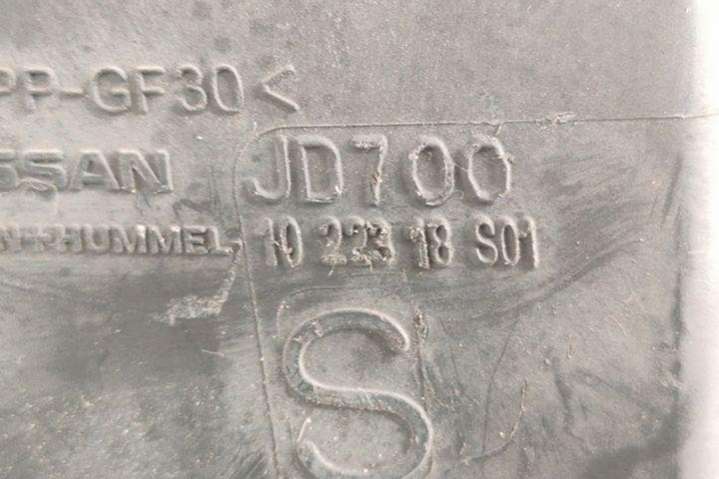 PP-GF30<
SSAN JD700
N+HUMMEL 10 223 18 S01
S